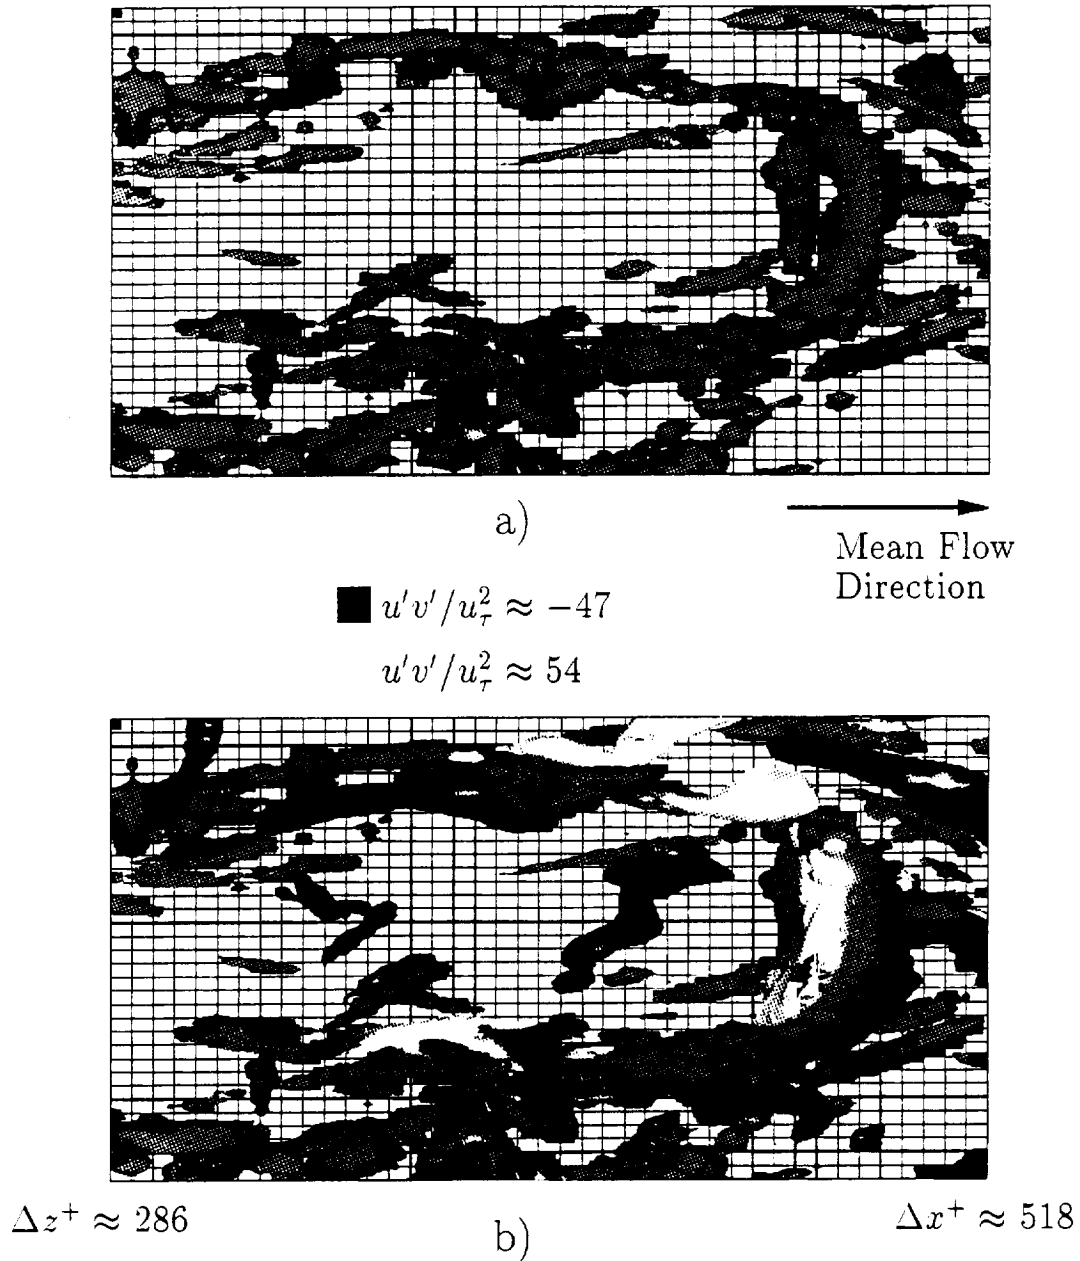 a)
Mean Flow
Direction
u′v′/u_τ^2 ≈ −47
u′v′/u_τ^2 ≈ 54
Δz⁺ ≈ 286
b)
Δx⁺ ≈ 518